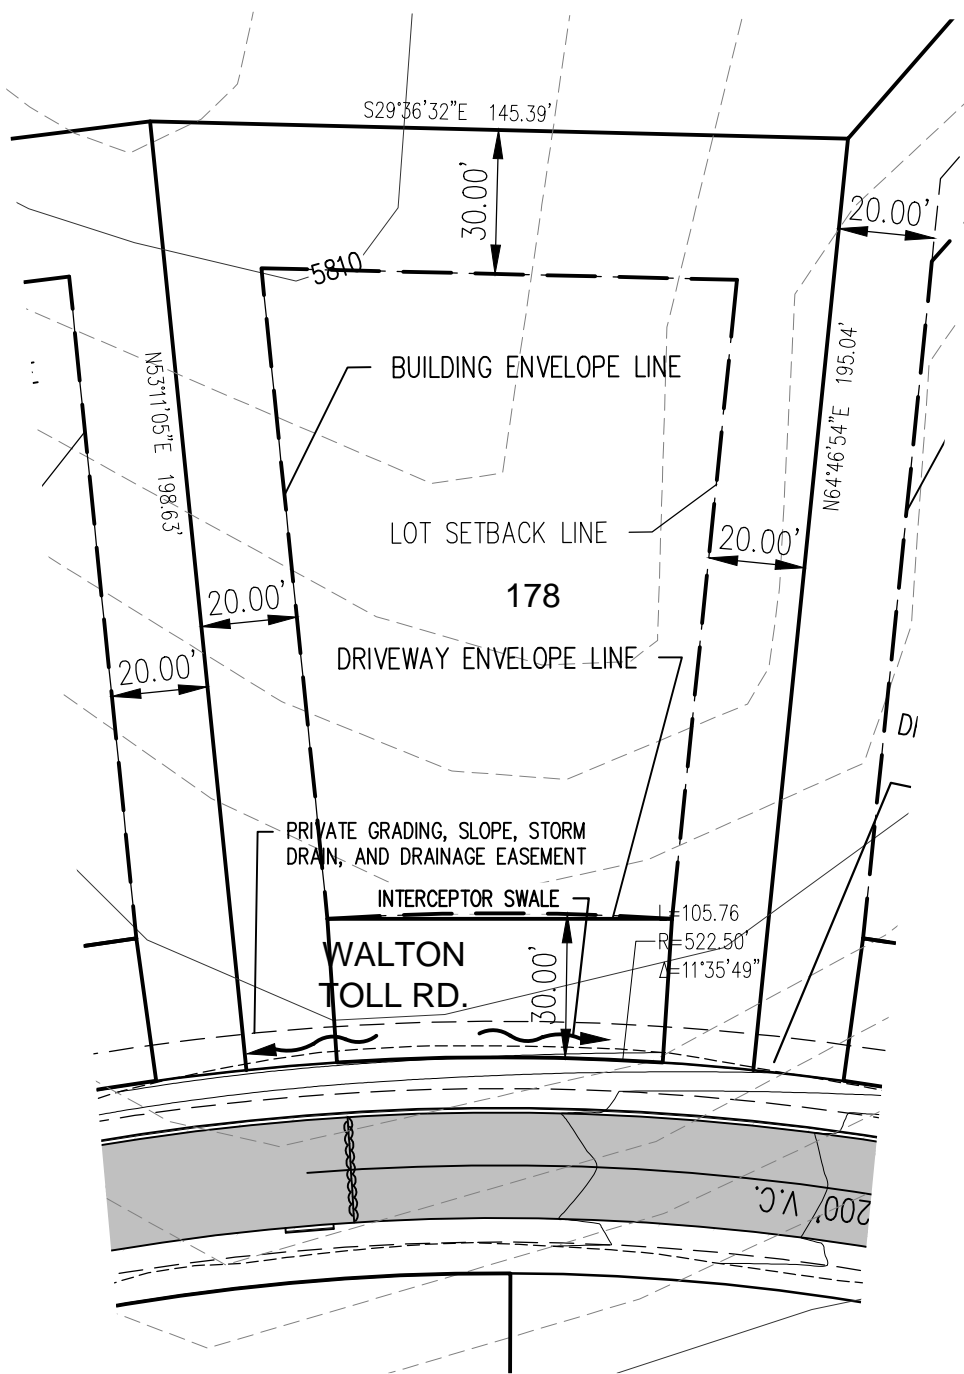 S29°36'32"E 145.39'
30.00'
20.00'
5810
N53°11'05"E 198.63'
BUILDING ENVELOPE LINE
N64°46'54"E 195.04'
LOT SETBACK LINE
20.00'
178
20.00'
DRIVEWAY ENVELOPE LINE
20.00'
PRIVATE GRADING, SLOPE, STORM
DRAIN, AND DRAINAGE EASEMENT
INTERCEPTOR SWALE
L=105.76
R=522.50'
Δ=11°35'49"
WALTON
TOLL RD.
30.00'
200' V.C.